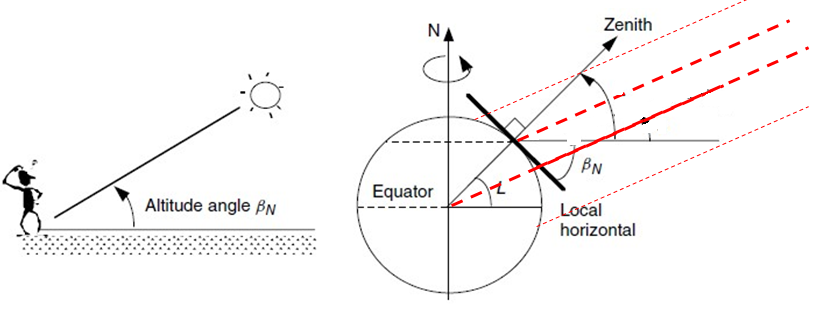 Altitude angle βN
N
Zenith
βN
Equator
L
Local
horizontal